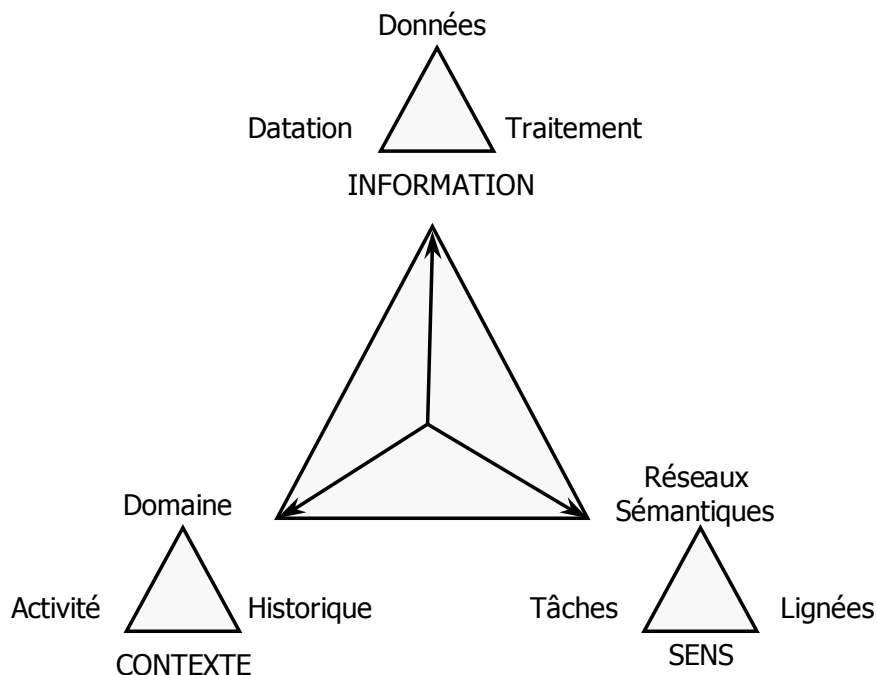 Données
Datation
Traitement
INFORMATION
Domaine
Activité
Historique
CONTEXTE
Réseaux
Sémantiques
Tâches
Lignées
SENS